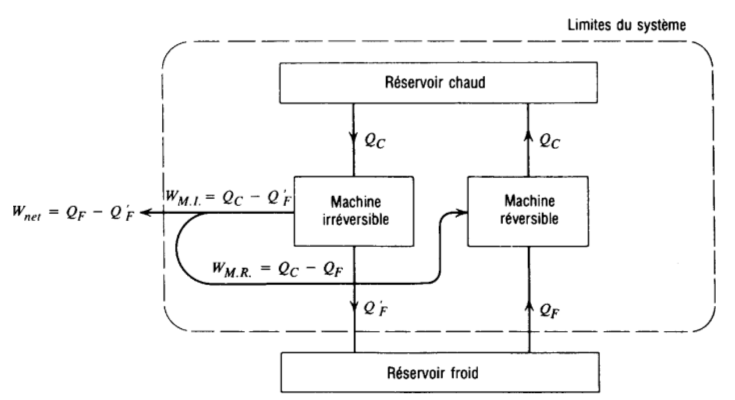 Limites du système
Réservoir chaud
Q_C
Q_C
W_{M.I.} = Q_C − Q'_F
W_{net} = Q_F − Q'_F
Machine
irréversible
Machine
réversible
W_{M.R.} = Q_C − Q_F
Q'_F
Q_F
Réservoir froid